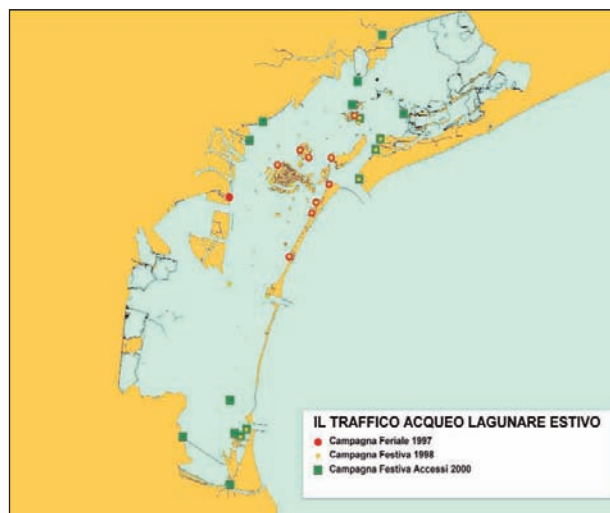 IL TRAFFICO ACQUEO LAGUNARE ESTIVO
Campagna Feriale 1997
Campagna Festiva 1998
Campagna Festiva Accessi 2000